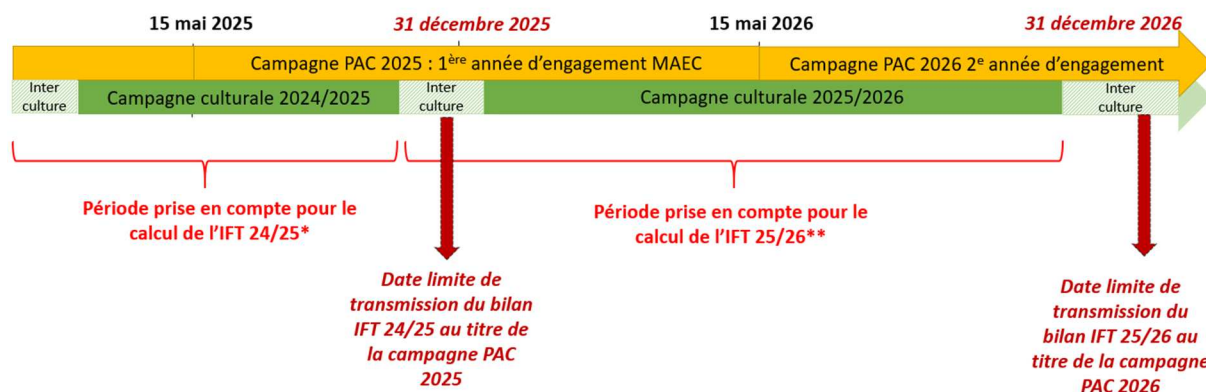 15 mai 2025
31 décembre 2025
15 mai 2026
31 décembre 2026
Campagne PAC 2025 : 1ère année d'engagement MAEC
Campagne PAC 2026 2e année d'engagement
Inter
culture
Campagne culturale 2024/2025
Inter
culture
Campagne culturale 2025/2026
Inter
culture
Période prise en compte pour le
calcul de l'IFT 24/25*
Période prise en compte pour le
calcul de l'IFT 25/26**
Date limite de
transmission du bilan
IFT 24/25 au titre de
la campagne PAC
2025
Date limite de
transmission du
bilan IFT 25/26 au
titre de la campagne
PAC 2026